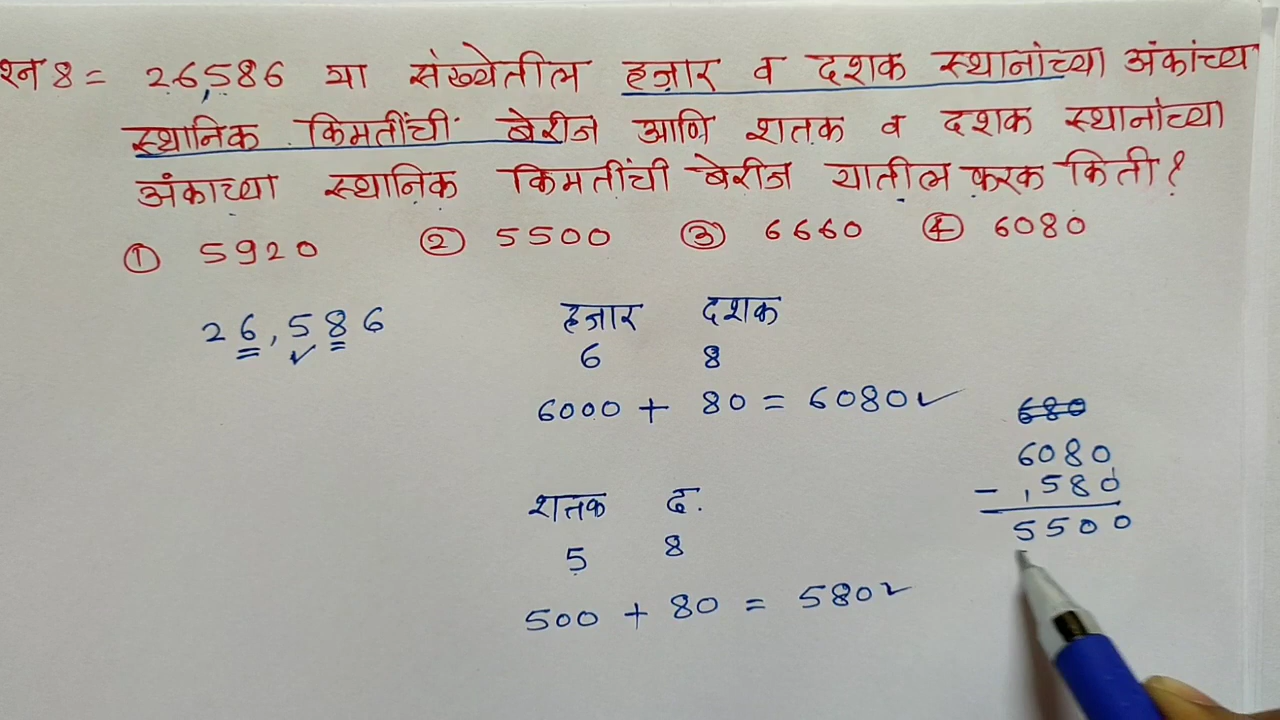 श्न 8 = 26,586 या संख्येतील हजार व दशक स्थानांच्या अंकांच्य
स्थानिक किमतींची बेरीज आणि शतक व दशक स्थानांच्या
अंकाच्या स्थानिक किमतींची बेरीज यातील फरक किती?
① 5920 ② 5500 ③ 6660 ④ 6080
26,586
हजार दशक
6 8
6000 + 80 = 6080 ✓
शतक द.
5 8
500 + 80 = 580 ✓
680
6080
- ,580
5500